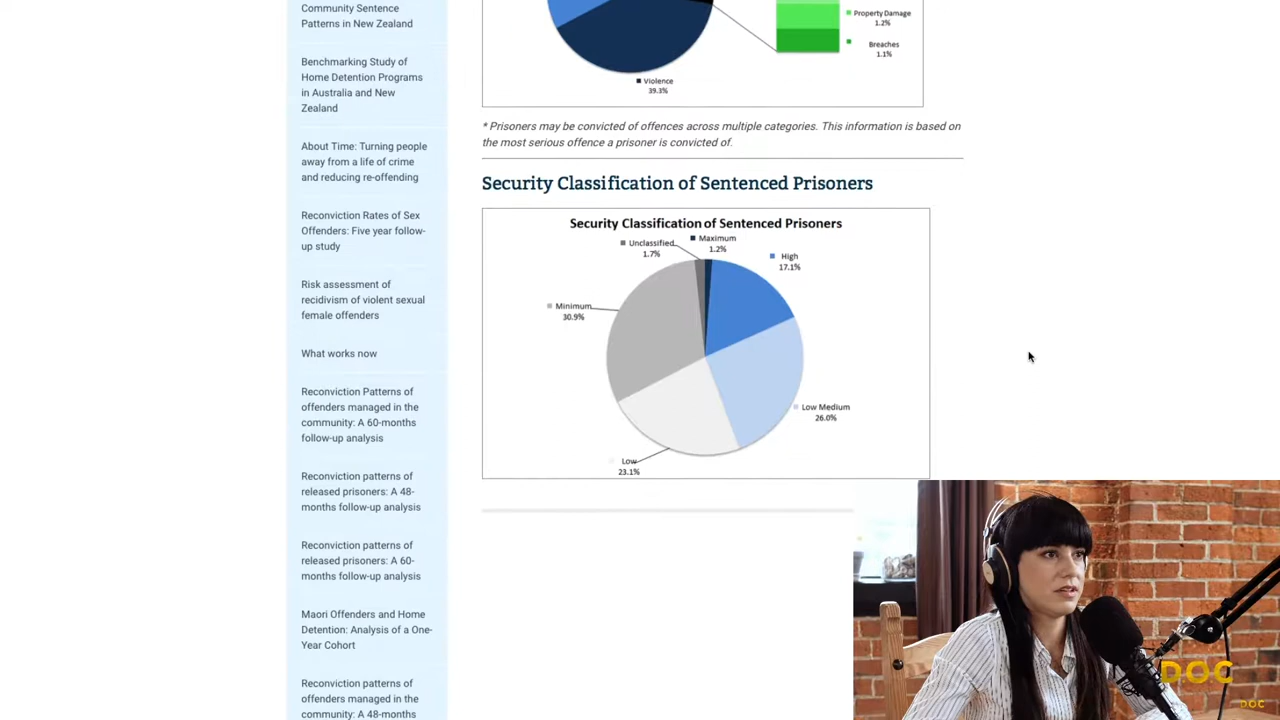 Community Sentence
Patterns in New Zealand
Benchmarking Study of
Home Detention Programs
in Australia and New
Zealand
About Time: Turning people
away from a life of crime
and reducing re-offending
Reconviction Rates of Sex
Offenders: Five year follow-
up study
Risk assessment of
recidivism of violent sexual
female offenders
What works now
Reconviction Patterns of
offenders managed in the
community: A 60-months
follow-up analysis
Reconviction patterns of
released prisoners: A 48-
months follow-up analysis
Reconviction patterns of
released prisoners: A 60-
months follow-up analysis
Maori Offenders and Home
Detention: Analysis of a One-
Year Cohort
Reconviction patterns of
offenders managed in the
community: A 48-months
Property Damage
1.2%
Breaches
1.1%
Violence
39.3%
* Prisoners may be convicted of offences across multiple categories. This information is based on
the most serious offence a prisoner is convicted of.
Security Classification of Sentenced Prisoners
Security Classification of Sentenced Prisoners
Unclassified
1.7%
Maximum
1.2%
High
17.1%
Minimum
30.9%
Low Medium
26.0%
Low
23.1%
DOC
DOC